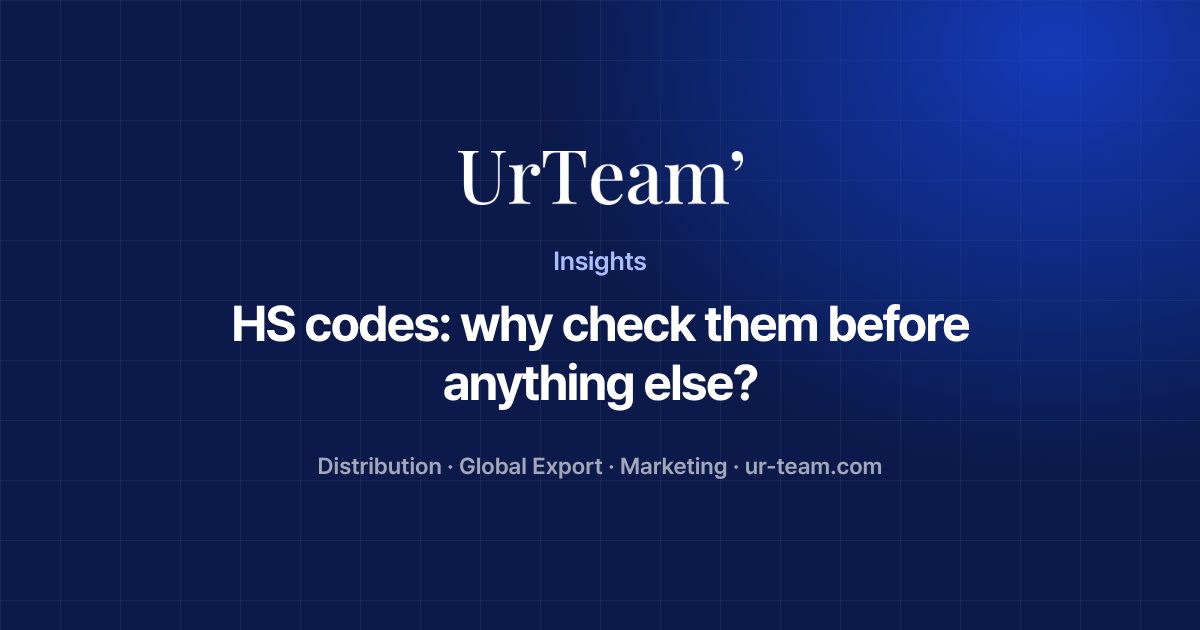 UrTeam’
Insights
HS codes: why check them before
anything else?
Distribution · Global Export · Marketing · ur-team.com